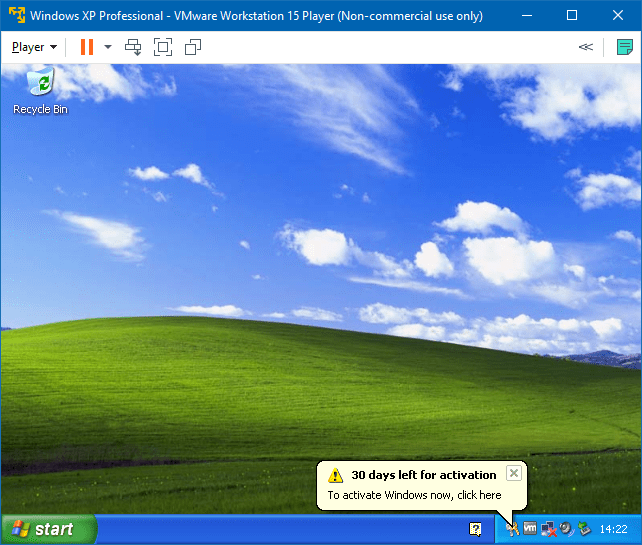 Windows XP Professional - VMware Workstation 15 Player (Non-commercial use only)
Player
Recycle Bin
30 days left for activation
To activate Windows now, click here
start
vm
14:22